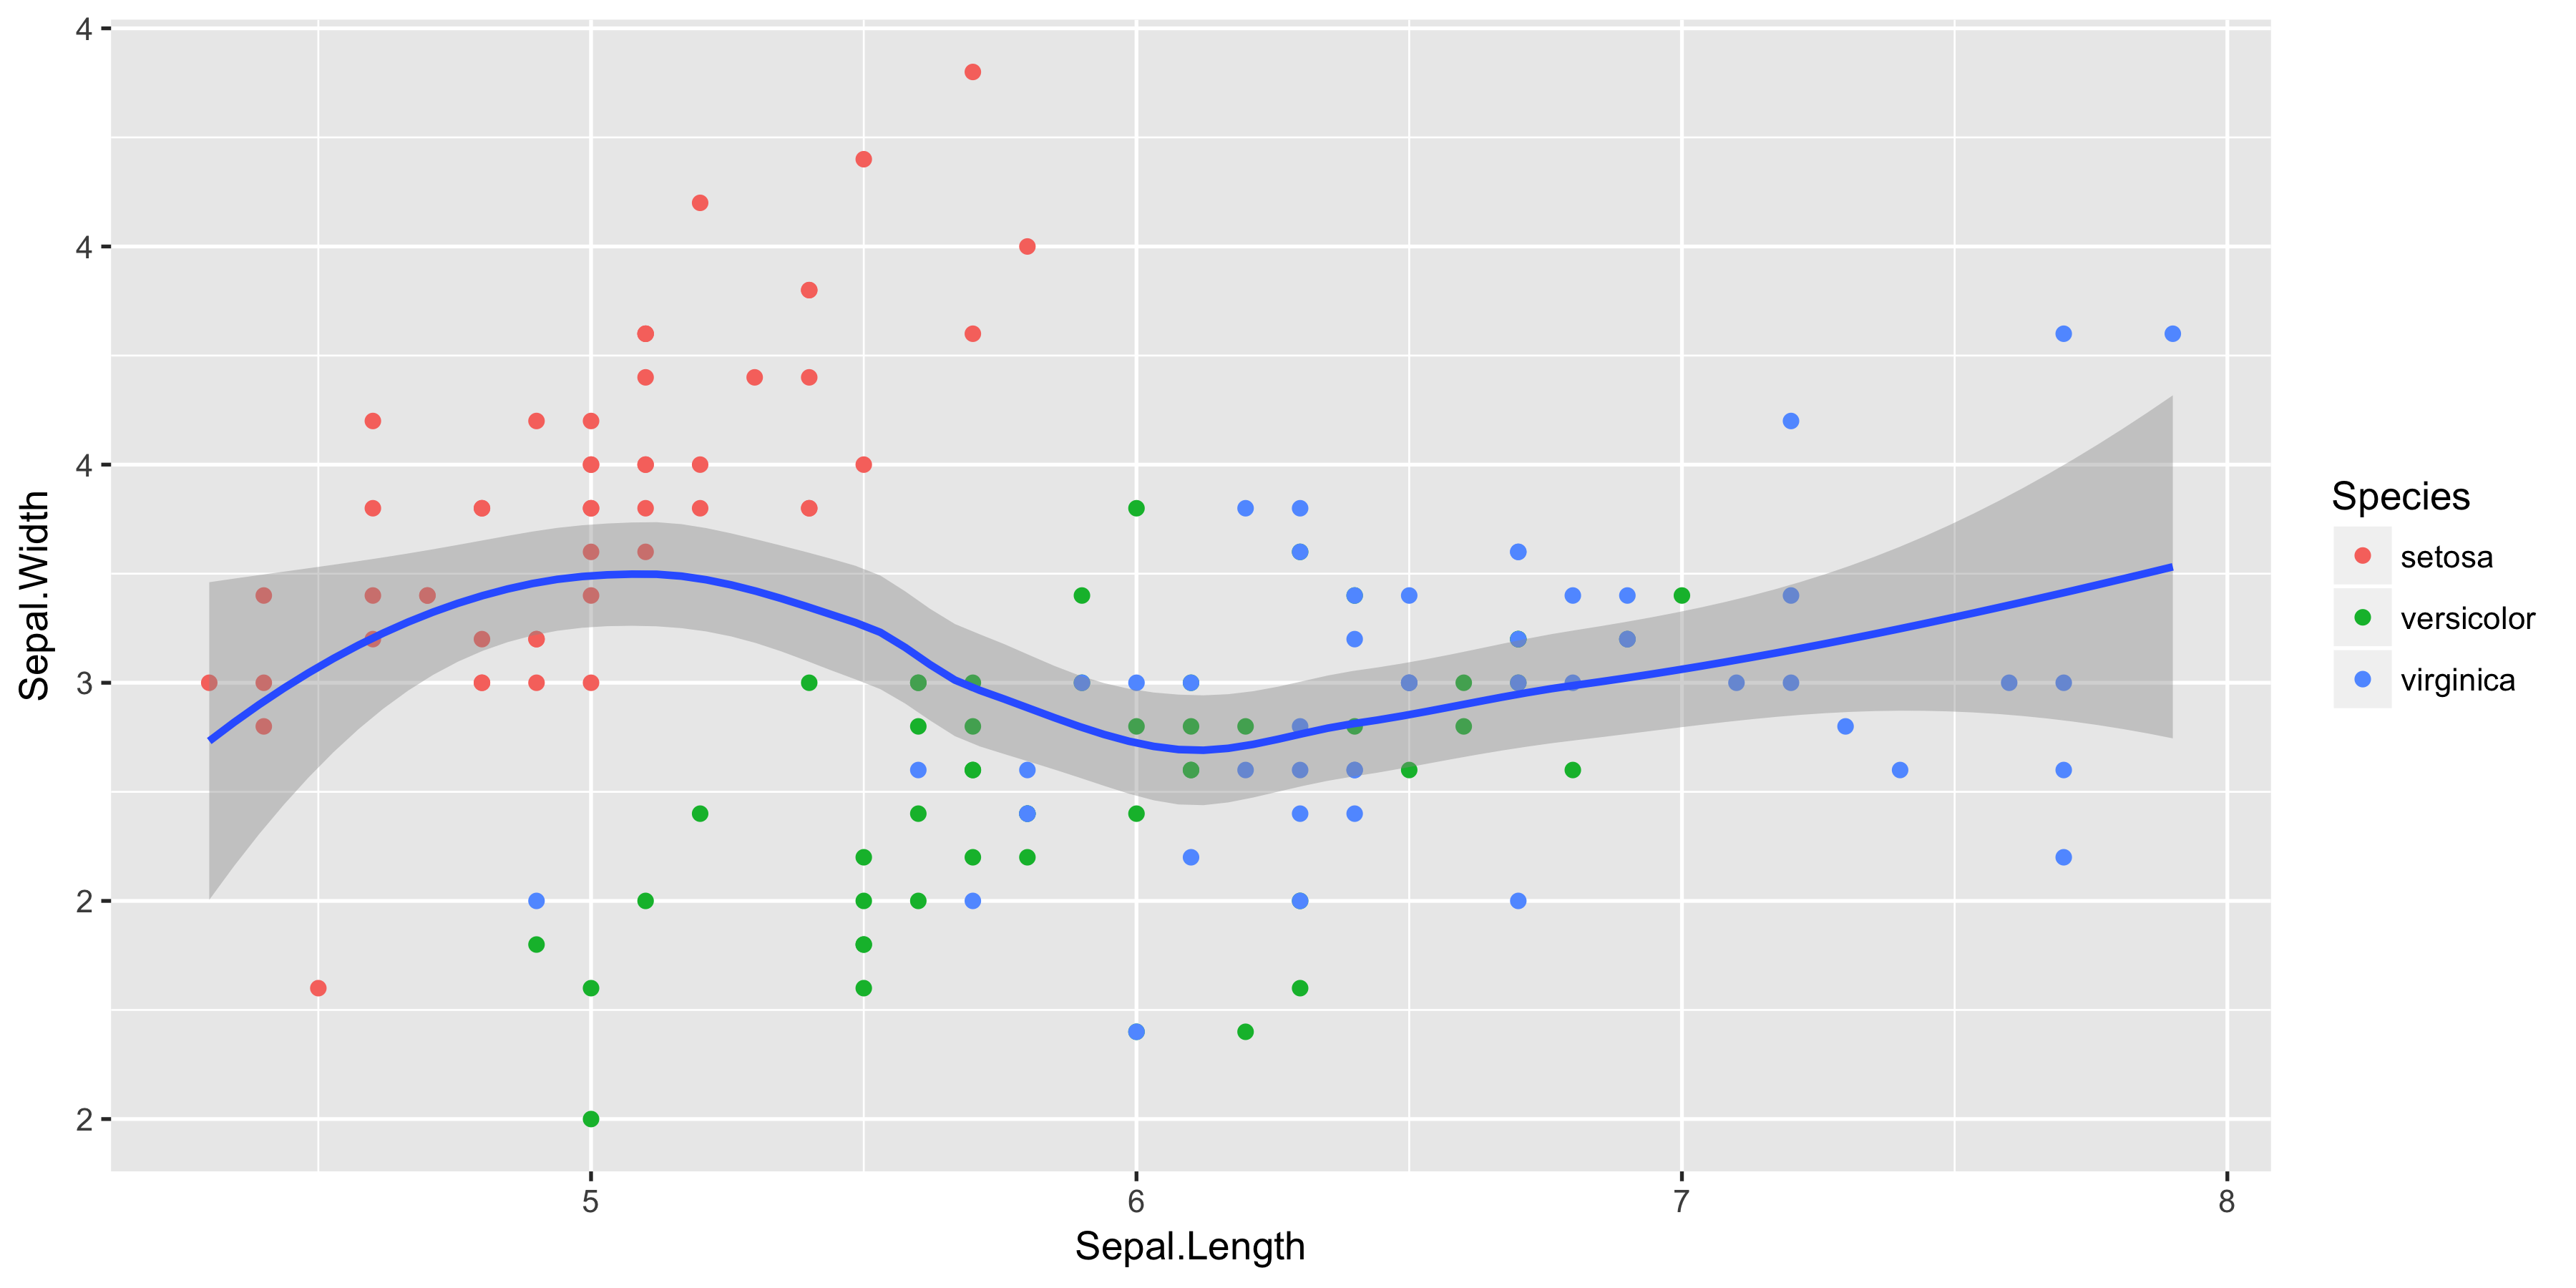 4
4
4
3
2
2
Sepal.Width
5 6 7 8
Sepal.Length
Species
setosa
versicolor
virginica